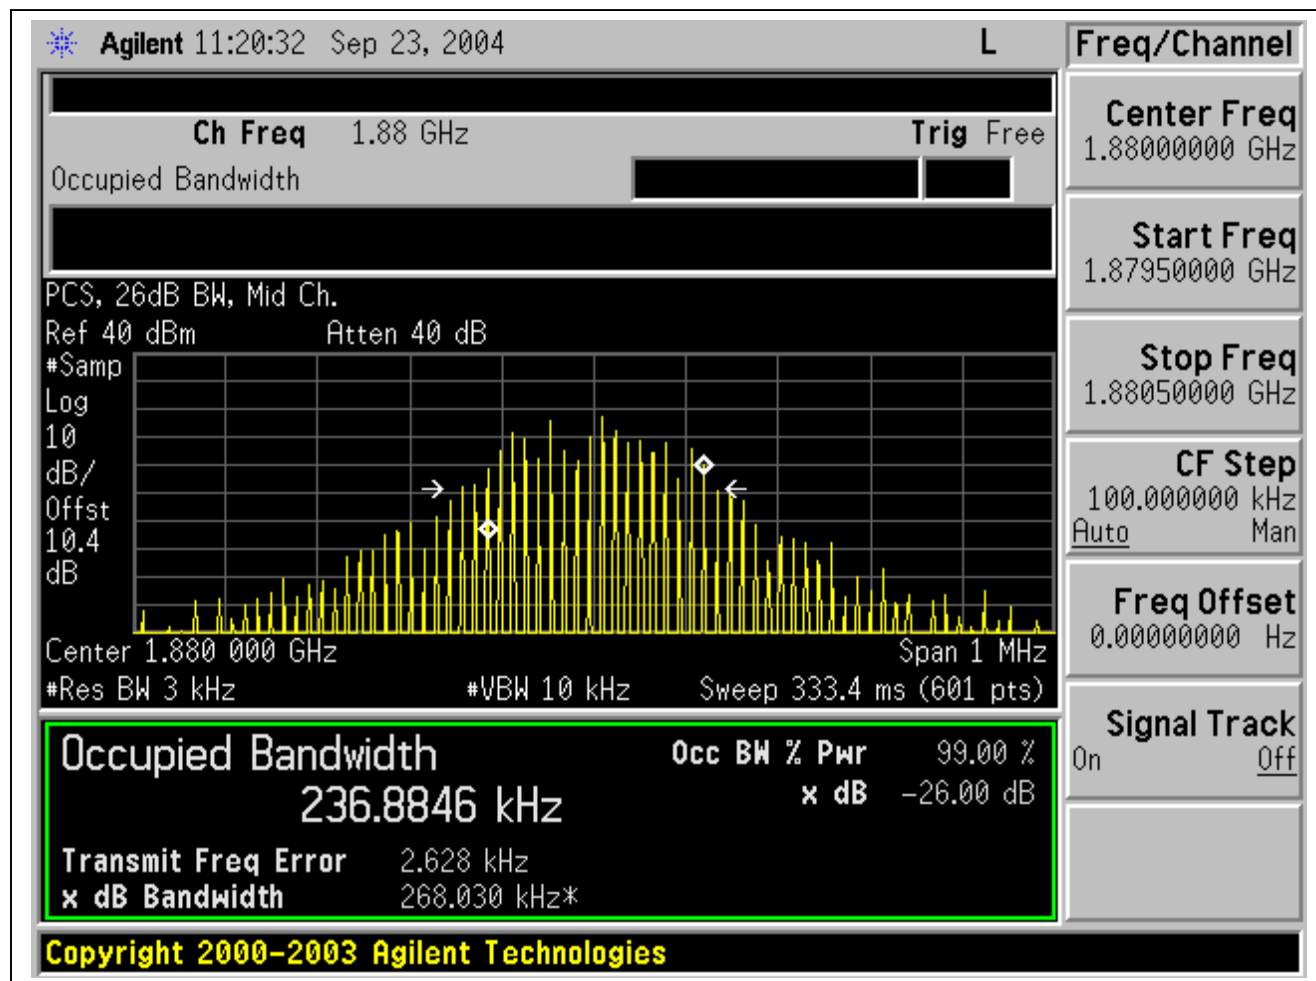 Agilent 11:20:32 Sep 23, 2004 L Freq/Channel
Ch Freq 1.88 GHz Trig Free
Occupied Bandwidth
Center Freq
1.88000000 GHz
Start Freq
1.87950000 GHz
Stop Freq
1.88050000 GHz
CF Step
100.000000 kHz
Auto Man
Freq Offset
0.00000000 Hz
Signal Track
On Off
PCS, 26dB BW, Mid Ch.
Ref 40 dBm Atten 40 dB
#Samp
Log
10
dB/
Offst
10.4
dB
Center 1.880 000 GHz Span 1 MHz
#Res BW 3 kHz #VBW 10 kHz Sweep 333.4 ms (601 pts)
Occupied Bandwidth Occ BW % Pwr 99.00 %
236.8846 kHz x dB -26.00 dB
Transmit Freq Error 2.628 kHz
x dB Bandwidth 268.030 kHz*
Copyright 2000-2003 Agilent Technologies